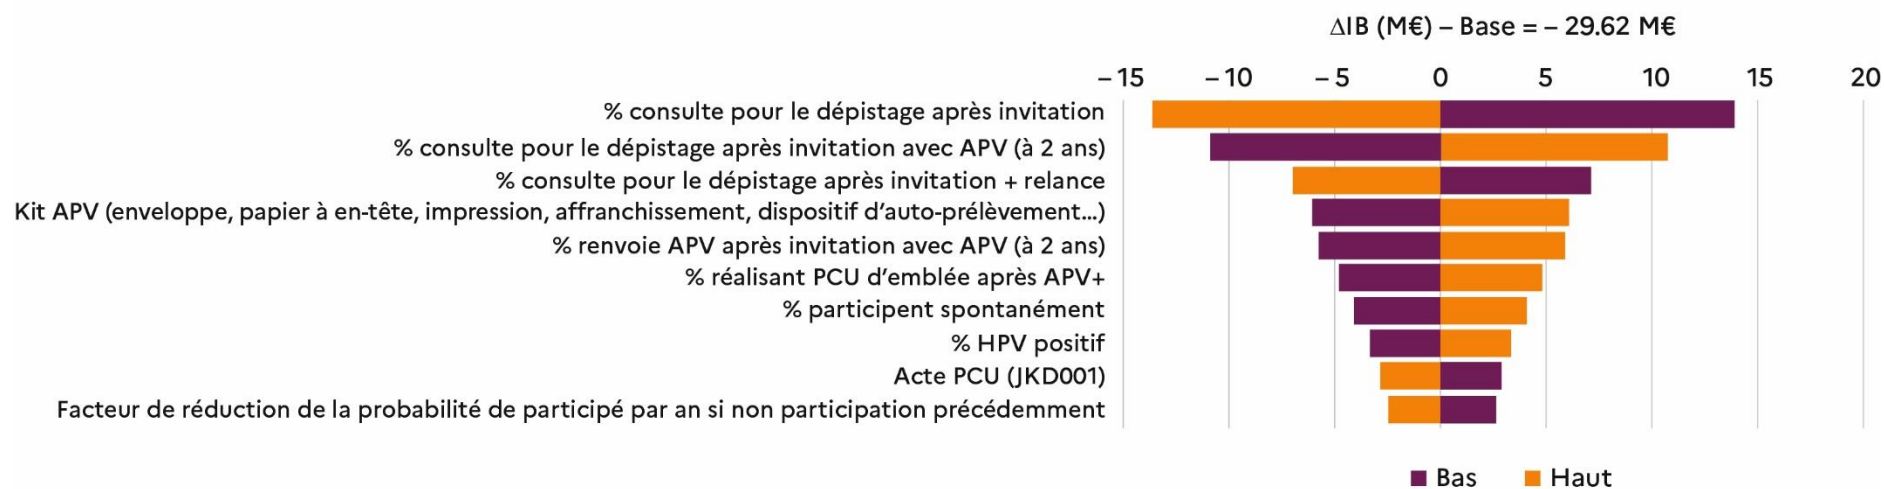 ΔIB (M€) – Base = – 29.62 M€
– 15 – 10 – 5 0 5 10 15 20
% consulte pour le dépistage après invitation
% consulte pour le dépistage après invitation avec APV (à 2 ans)
% consulte pour le dépistage après invitation + relance
Kit APV (enveloppe, papier à en-tête, impression, affranchissement, dispositif d’auto-prélèvement...)
% renvoie APV après invitation avec APV (à 2 ans)
% réalisant PCU d’emblée après APV+
% participent spontanément
% HPV positif
Acte PCU (JKD001)
Facteur de réduction de la probabilité de participé par an si non participation précédemment
Bas Haut